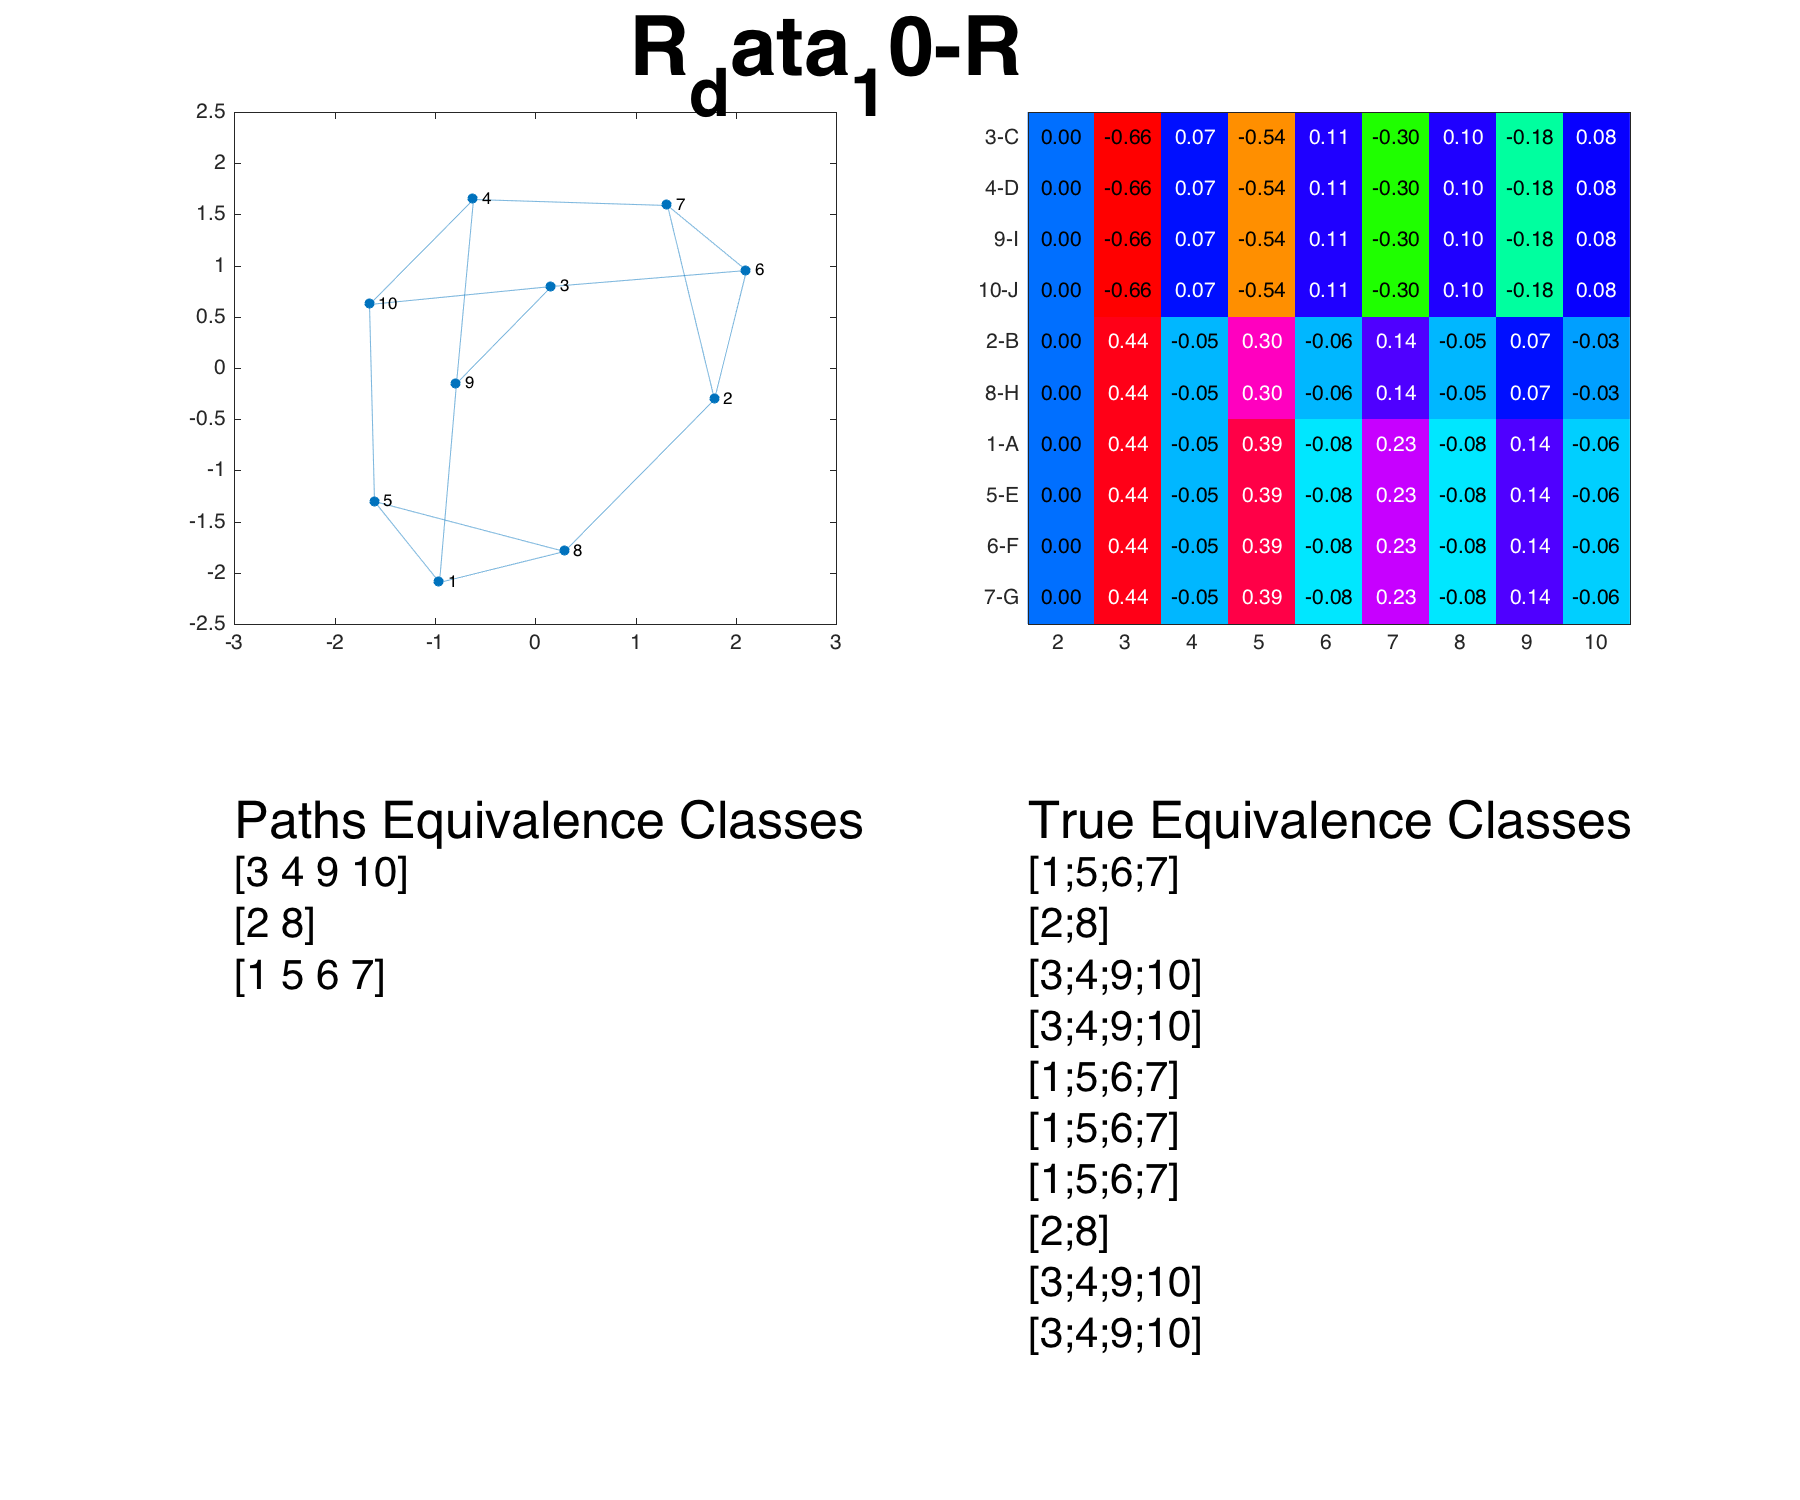 R_data_10-R
2.5
2
1.5
1
0.5
0
-0.5
-1
-1.5
-2
-2.5
-3 -2 -1 0 1 2 3
4
7
6
3
10
9
2
5
8
1
3-C 0.00 -0.66 0.07 -0.54 0.11 -0.30 0.10 -0.18 0.08
4-D 0.00 -0.66 0.07 -0.54 0.11 -0.30 0.10 -0.18 0.08
9-I 0.00 -0.66 0.07 -0.54 0.11 -0.30 0.10 -0.18 0.08
10-J 0.00 -0.66 0.07 -0.54 0.11 -0.30 0.10 -0.18 0.08
2-B 0.00 0.44 -0.05 0.30 -0.06 0.14 -0.05 0.07 -0.03
8-H 0.00 0.44 -0.05 0.30 -0.06 0.14 -0.05 0.07 -0.03
1-A 0.00 0.44 -0.05 0.39 -0.08 0.23 -0.08 0.14 -0.06
5-E 0.00 0.44 -0.05 0.39 -0.08 0.23 -0.08 0.14 -0.06
6-F 0.00 0.44 -0.05 0.39 -0.08 0.23 -0.08 0.14 -0.06
7-G 0.00 0.44 -0.05 0.39 -0.08 0.23 -0.08 0.14 -0.06
2 3 4 5 6 7 8 9 10
Paths Equivalence Classes
[3 4 9 10]
[2 8]
[1 5 6 7]
True Equivalence Classes
[1;5;6;7]
[2;8]
[3;4;9;10]
[3;4;9;10]
[1;5;6;7]
[1;5;6;7]
[1;5;6;7]
[2;8]
[3;4;9;10]
[3;4;9;10]